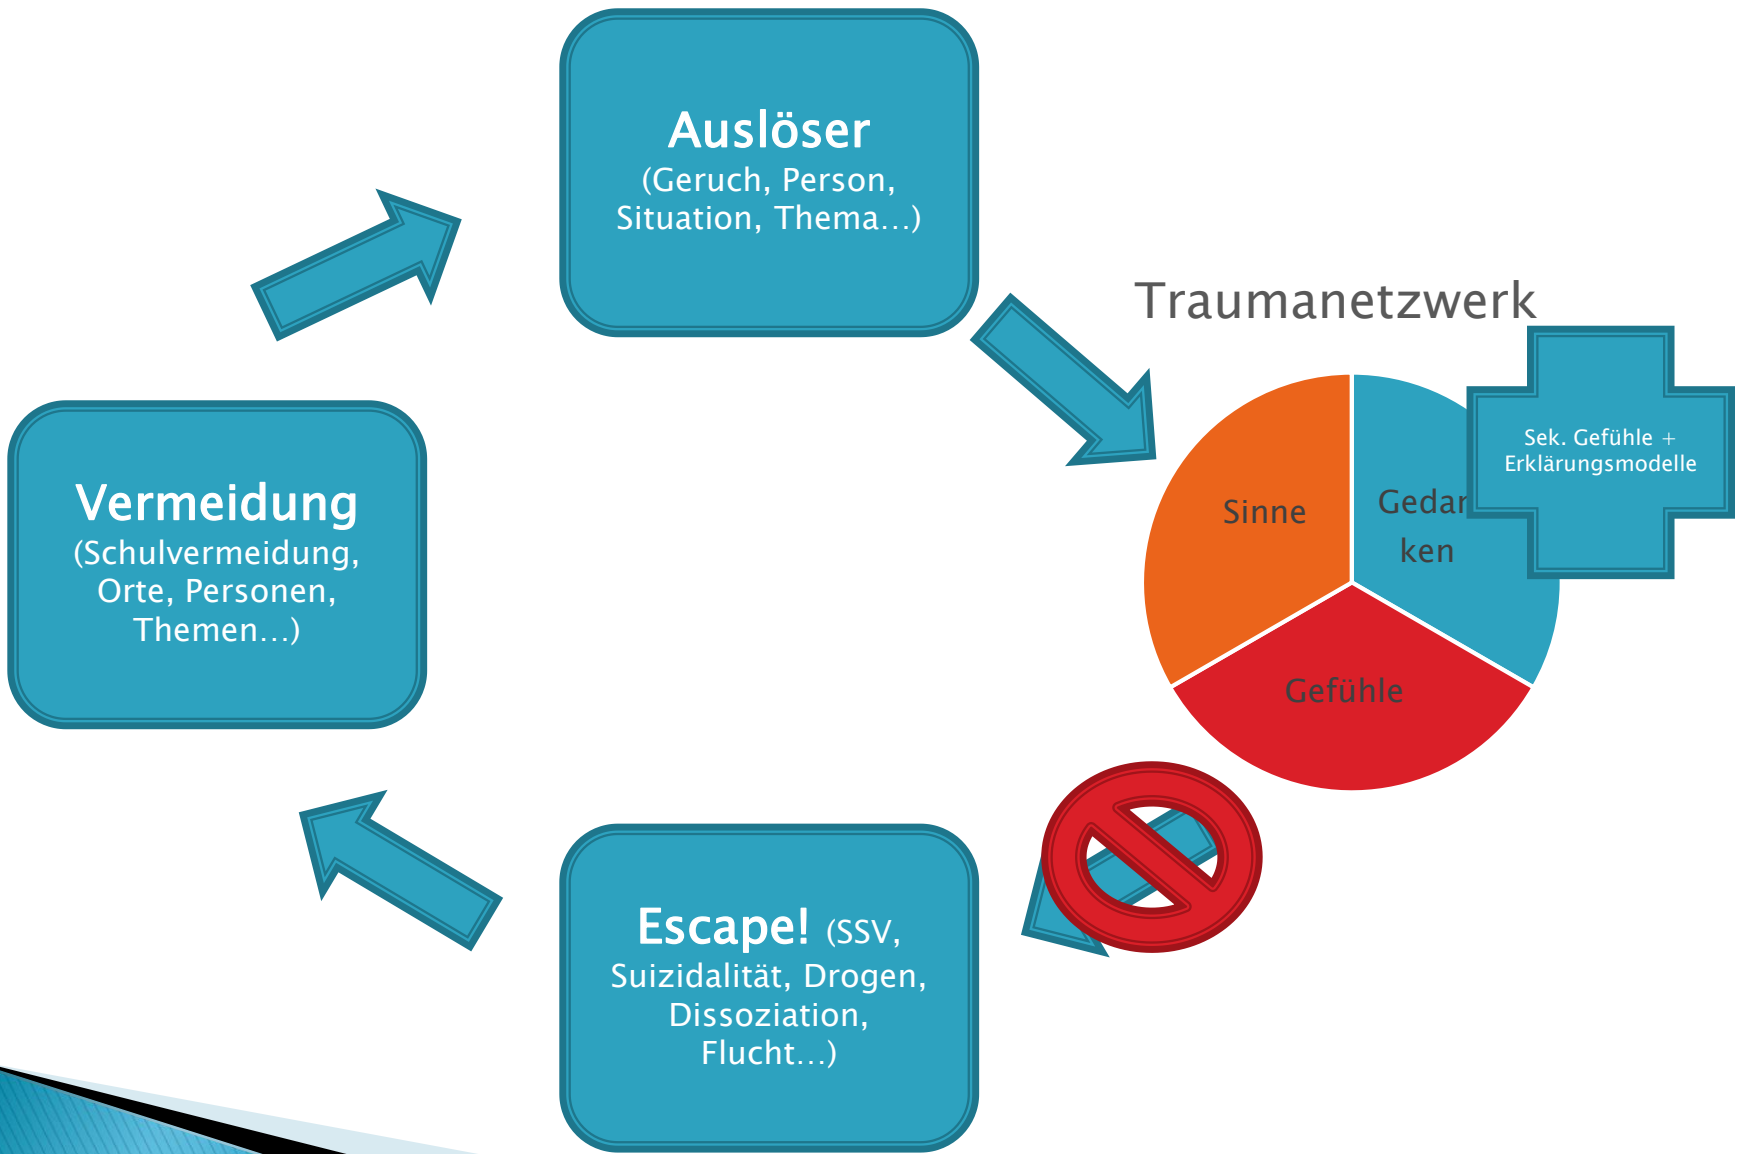 Auslöser
(Geruch, Person,
Situation, Thema…)
Traumanetzwerk
Sek. Gefühle +
Erklärungsmodelle
Sinne
Gedan
ken
Gefühle
Vermeidung
(Schulvermeidung,
Orte, Personen,
Themen…)
Escape! (SSV,
Suizidalität, Drogen,
Dissoziation,
Flucht…)